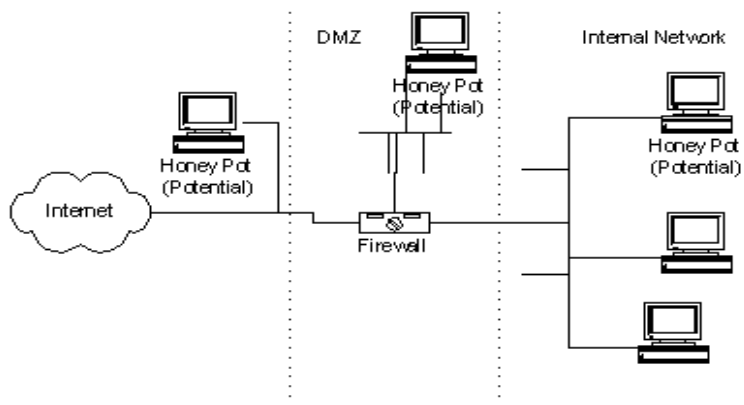 DMZ
Internal Network
Honey Pot
(Potential)
Honey Pot
(Potential)
Honey Pot
(Potential)
Internet
Firewall